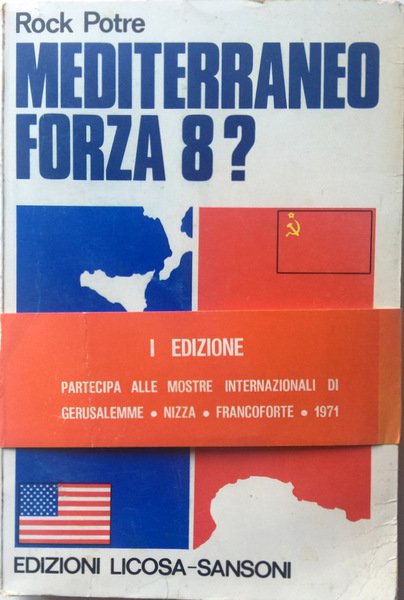 Rock Potre
MEDITERRANEO
FORZA 8?
I EDIZIONE
PARTECIPA ALLE MOSTRE INTERNAZIONALI DI
GERUSALEMME • NIZZA • FRANCOFORTE • 1971
EDIZIONI LICOSA-SANSONI